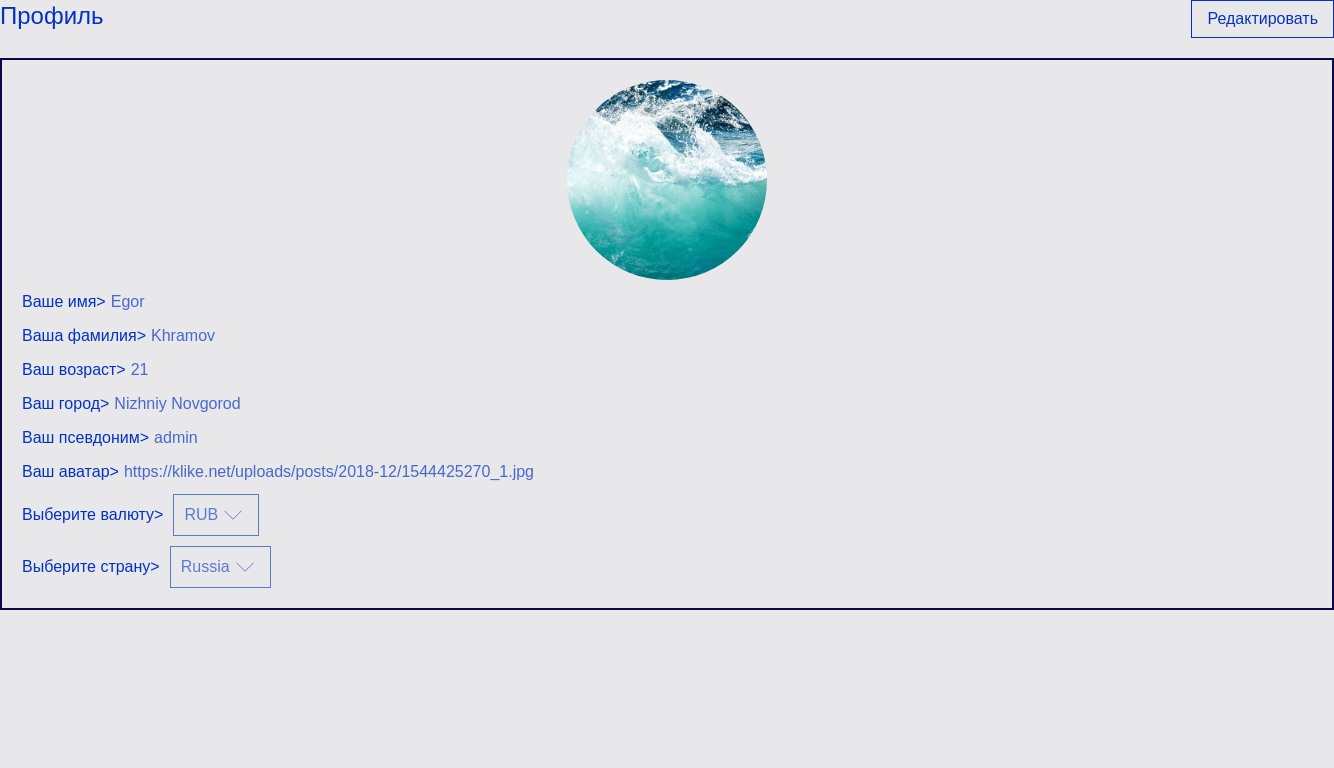 Профиль
Редактировать
Ваше имя> Egor
Ваша фамилия> Khramov
Ваш возраст> 21
Ваш город> Nizhniy Novgorod
Ваш псевдоним> admin
Ваш аватар> https://klike.net/uploads/posts/2018-12/1544425270_1.jpg
Выберите валюту> RUB
Выберите страну> Russia